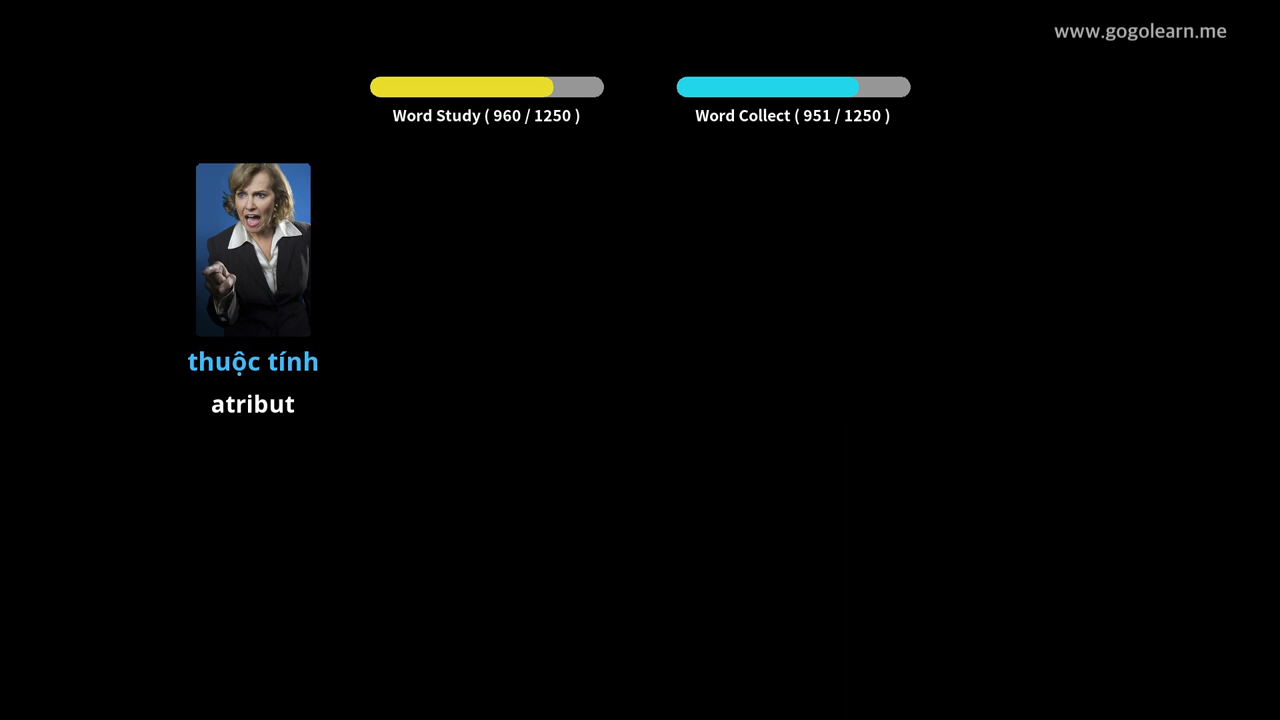 www.gogolearn.me
Word Study ( 960 / 1250 )
Word Collect ( 951 / 1250 )
thuộc tính
atribut